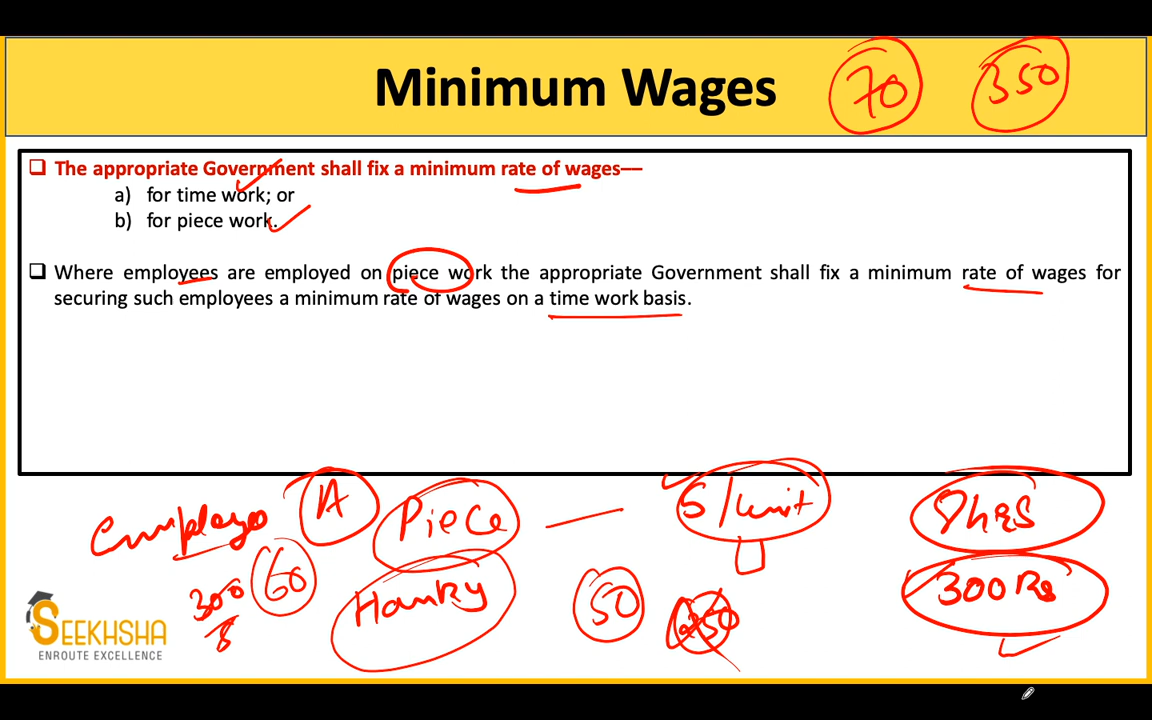 Minimum Wages 70 350
❑ The appropriate Government shall fix a minimum rate of wages––
a) for time work; or
b) for piece work.
❑ Where employees are employed on piece work the appropriate Government shall fix a minimum rate of wages for
securing such employees a minimum rate of wages on a time work basis.
A Piece 5/unit 8hrs
300 60 Hanky 50 250 300 Rs
5
SEEKHSHA
ENROUTE EXCELLENCE